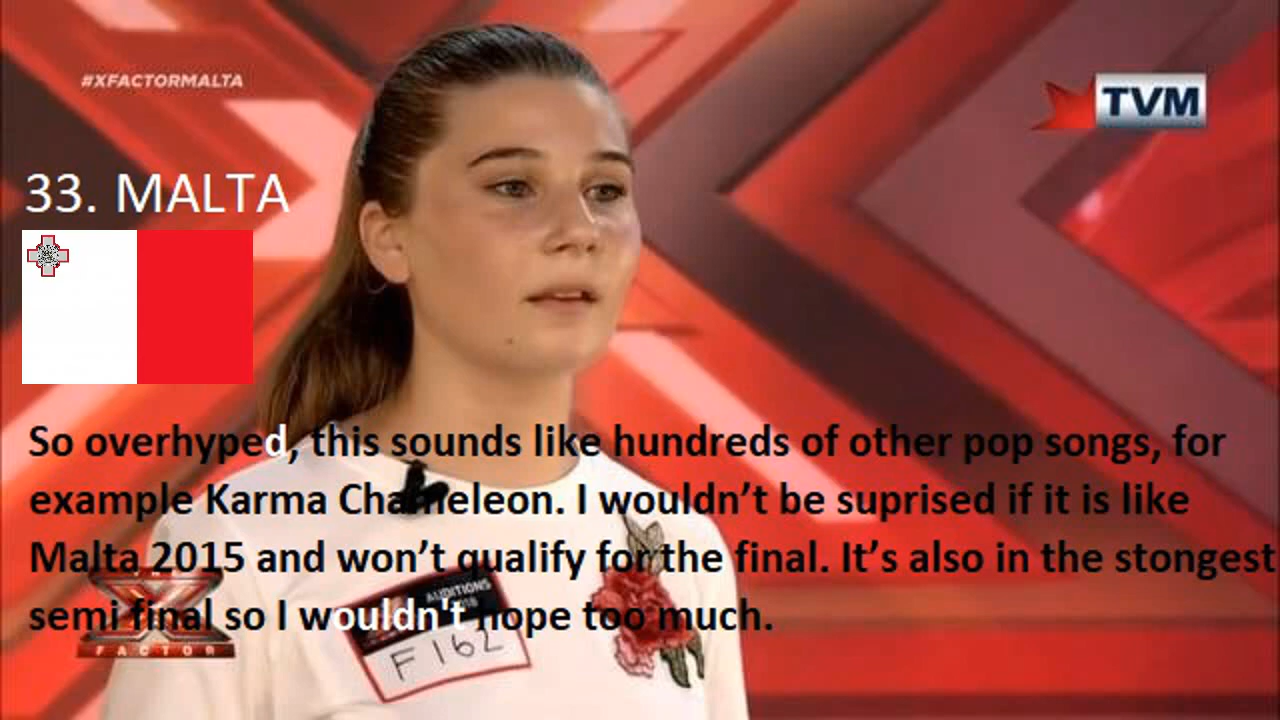 #XFACTORMALTA
TVM
33. MALTA
So overhyped, this sounds like hundreds of other pop songs, for
example Karma Chameleon. I wouldn't be suprised if it is like
Malta 2015 and won't qualify for the final. It's also in the stongest
semi final so I wouldn't hope too much.
AUDITIONS
2018
F162
FACTOR